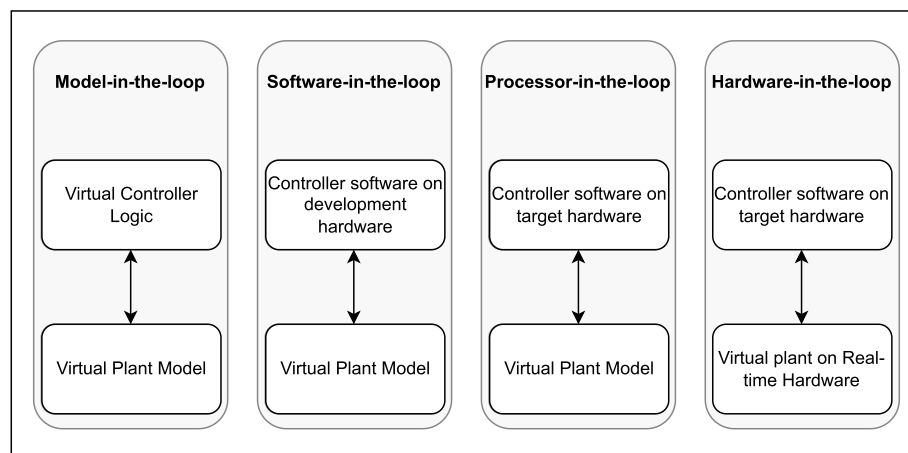 Model-in-the-loop
Virtual Controller
Logic
Virtual Plant Model
Software-in-the-loop
Controller software on
development
hardware
Virtual Plant Model
Processor-in-the-loop
Controller software on
target hardware
Virtual Plant Model
Hardware-in-the-loop
Controller software on
target hardware
Virtual plant on Real-
time Hardware